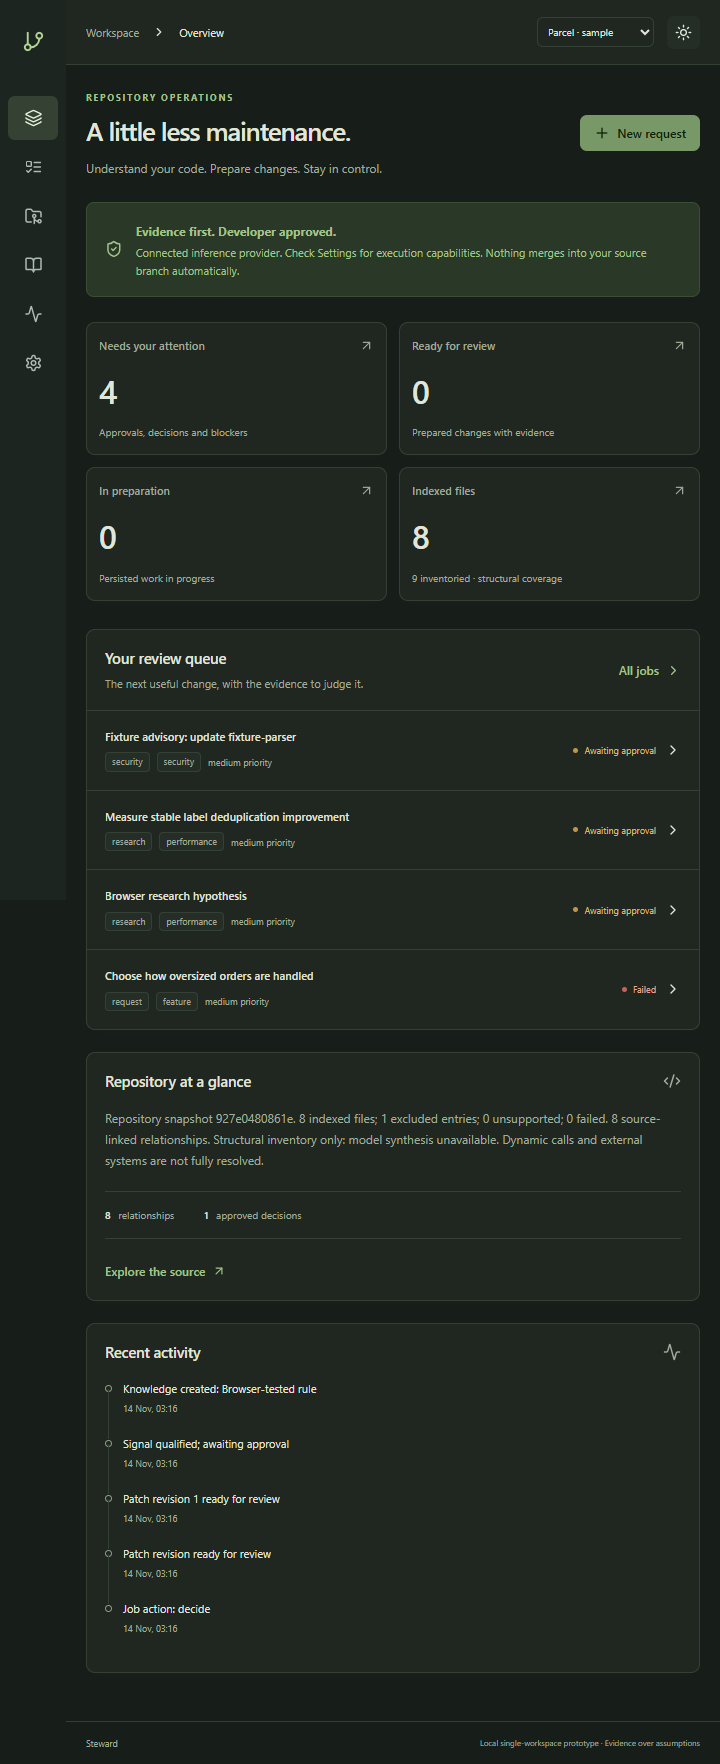 Workspace > Overview
Parcel · sample
REPOSITORY OPERATIONS
A little less maintenance.
New request
Understand your code. Prepare changes. Stay in control.
Evidence first. Developer approved.
Connected inference provider. Check Settings for execution capabilities. Nothing merges into your source
branch automatically.
Needs your attention
4
Approvals, decisions and blockers
Ready for review
0
Prepared changes with evidence
In preparation
0
Persisted work in progress
Indexed files
8
9 inventoried · structural coverage
Your review queue
The next useful change, with the evidence to judge it.
All jobs
Fixture advisory: update fixture-parser
security security medium priority
Awaiting approval
Measure stable label deduplication improvement
research performance medium priority
Awaiting approval
Browser research hypothesis
research performance medium priority
Awaiting approval
Choose how oversized orders are handled
request feature medium priority
Failed
Repository at a glance
Repository snapshot 927e0480861e. 8 indexed files; 1 excluded entries; 0 unsupported; 0 failed. 8 source-
linked relationships. Structural inventory only: model synthesis unavailable. Dynamic calls and external
systems are not fully resolved.
8 relationships 1 approved decisions
Explore the source
Recent activity
Knowledge created: Browser-tested rule
14 Nov, 03:16
Signal qualified; awaiting approval
14 Nov, 03:16
Patch revision 1 ready for review
14 Nov, 03:16
Patch revision ready for review
14 Nov, 03:16
Job action: decide
14 Nov, 03:16
Steward
Local single-workspace prototype · Evidence over assumptions